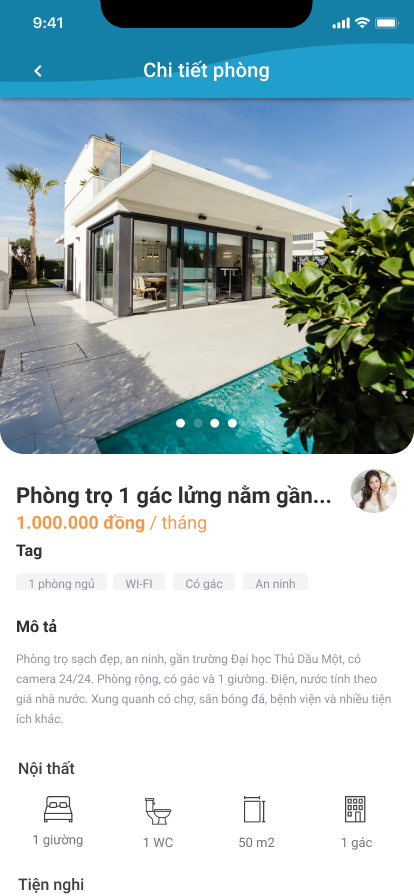 9:41
Chi tiết phòng
Phòng trọ 1 gác lửng nằm gần...
1.000.000 đồng / tháng
Tag
1 phòng ngủ WI-FI Có gác An ninh
Mô tả
Phòng trọ sạch đẹp, an ninh, gần trường Đại học Thủ Dầu Một, có
camera 24/24. Phòng rộng, có gác và 1 giường. Điện, nước tính theo
giá nhà nước. Xung quanh có chợ, sân bóng đá, bệnh viện và nhiều tiện
ích khác.
Nội thất
1 giường 1 WC 50 m2 1 gác
Tiện nghi